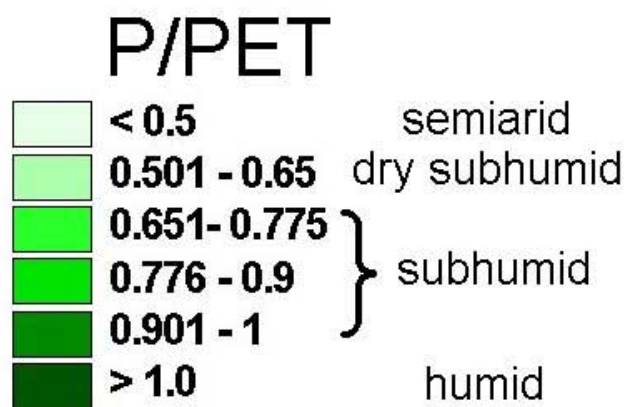 P/PET
< 0.5 semiarid
0.501 - 0.65 dry subhumid
0.651- 0.775
0.776 - 0.9 subhumid
0.901 - 1
> 1.0 humid